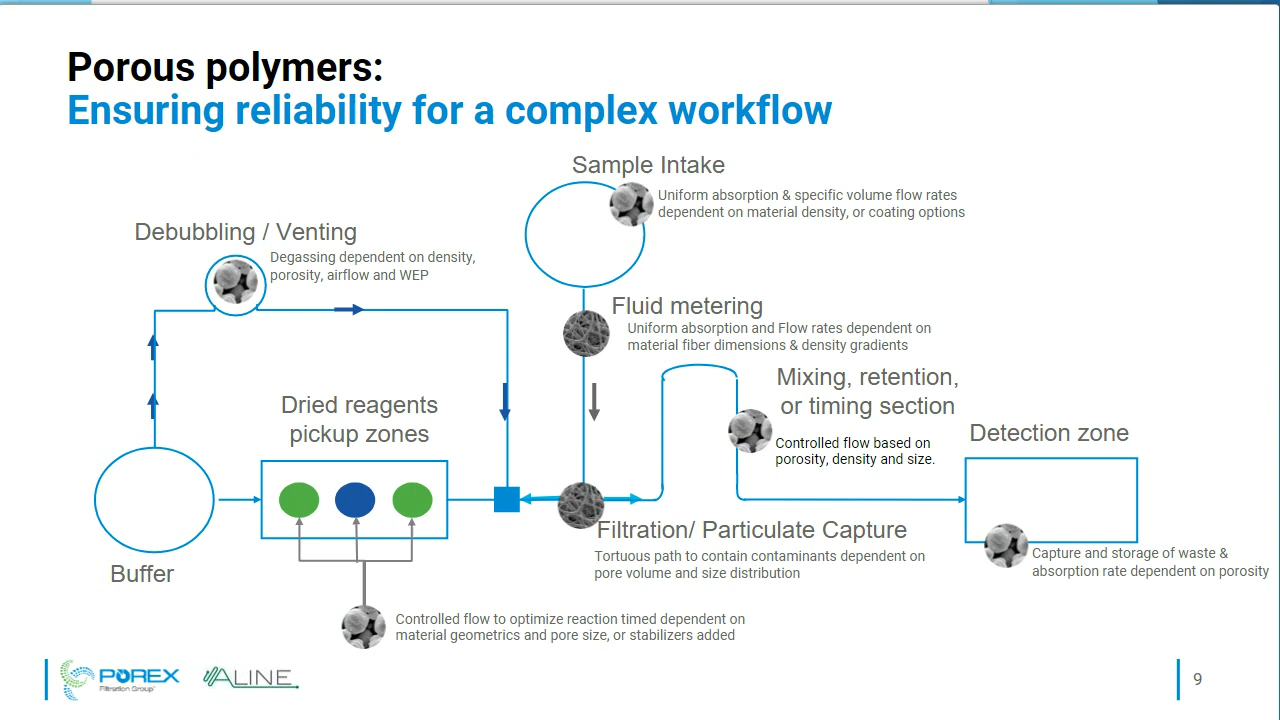 Porous polymers:
Ensuring reliability for a complex workflow
Sample Intake
Uniform absorption & specific volume flow rates
dependent on material density, or coating options
Debubbling / Venting
Degassing dependent on density,
porosity, airflow and WEP
Fluid metering
Uniform absorption and Flow rates dependent on
material fiber dimensions & density gradients
Mixing, retention,
or timing section
Controlled flow based on
porosity, density and size.
Dried reagents
pickup zones
Detection zone
Filtration/ Particulate Capture
Tortuous path to contain contaminants dependent on
pore volume and size distribution
Capture and storage of waste &
absorption rate dependent on porosity
Buffer
Controlled flow to optimize reaction timed dependent on
material geometrics and pore size, or stabilizers added
POREX
Filtration Group
ALINE
9